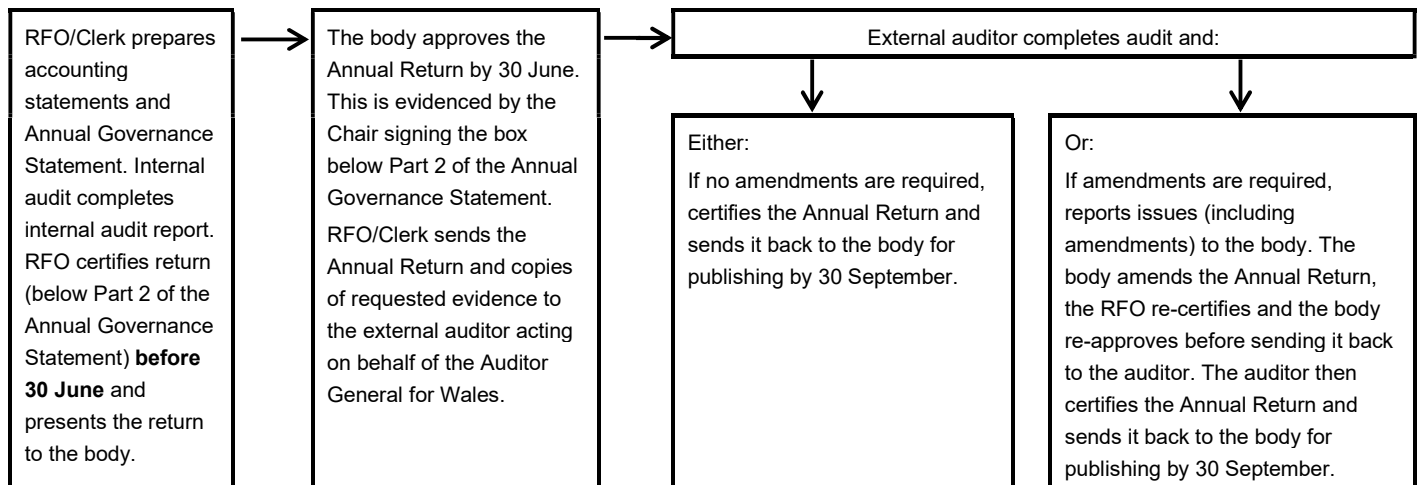 RFO/Clerk prepares
accounting
statements and
Annual Governance
Statement. Internal
audit completes
internal audit report.
RFO certifies return
(below Part 2 of the
Annual Governance
Statement) before
30 June and
presents the return
to the body.
The body approves the
Annual Return by 30 June.
This is evidenced by the
Chair signing the box
below Part 2 of the Annual
Governance Statement.
RFO/Clerk sends the
Annual Return and copies
of requested evidence to
the external auditor acting
on behalf of the Auditor
General for Wales.
External auditor completes audit and:
Either:
If no amendments are required,
certifies the Annual Return and
sends it back to the body for
publishing by 30 September.
Or:
If amendments are required,
reports issues (including
amendments) to the body. The
body amends the Annual Return,
the RFO re-certifies and the body
re-approves before sending it back
to the auditor. The auditor then
certifies the Annual Return and
sends it back to the body for
publishing by 30 September.